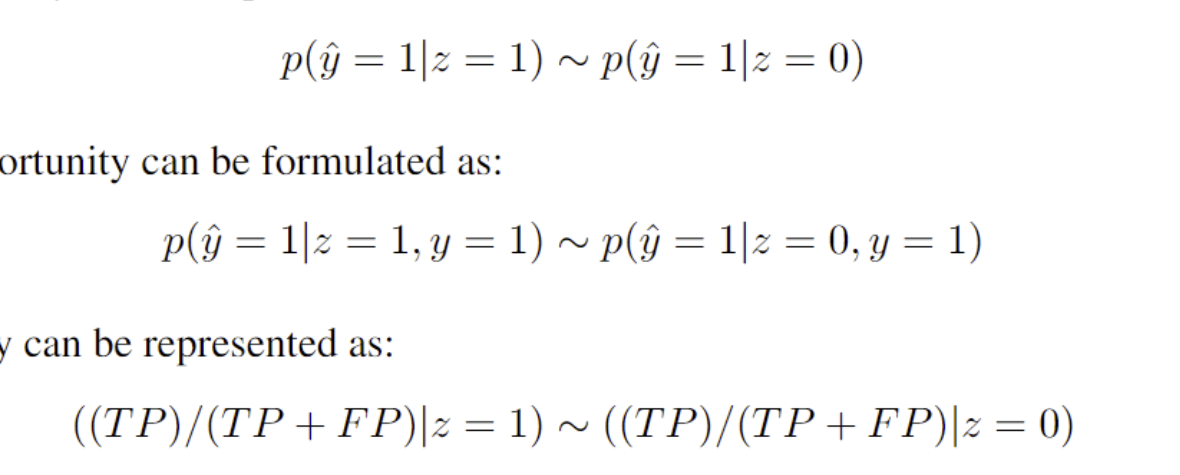 p(ŷ = 1|z = 1) ∼ p(ŷ = 1|z = 0)
ortunity can be formulated as:
p(ŷ = 1|z = 1, y = 1) ∼ p(ŷ = 1|z = 0, y = 1)
y can be represented as:
((TP)/(TP + FP)|z = 1) ∼ ((TP)/(TP + FP)|z = 0)